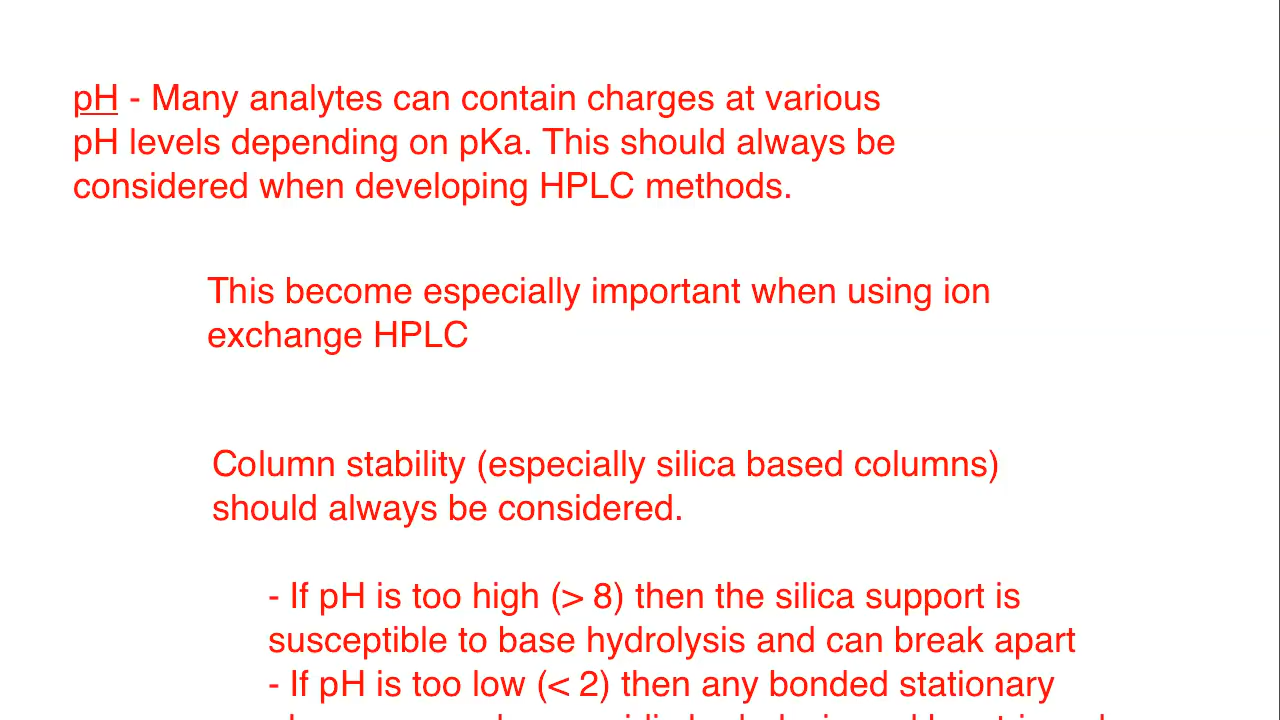 pH - Many analytes can contain charges at various
pH levels depending on pKa. This should always be
considered when developing HPLC methods.
This become especially important when using ion
exchange HPLC
Column stability (especially silica based columns)
should always be considered.
- If pH is too high (> 8) then the silica support is
susceptible to base hydrolysis and can break apart
- If pH is too low (< 2) then any bonded stationary